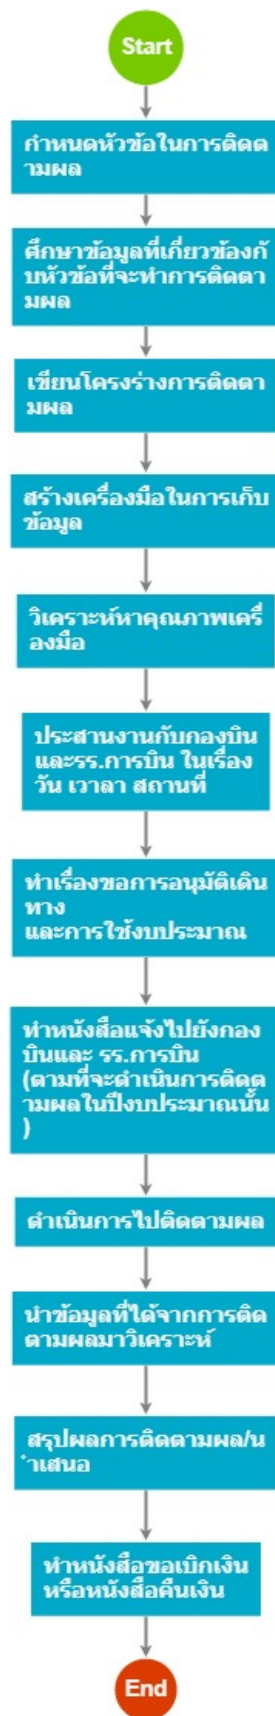 Start
กำหนดหัวข้อในการติดต
ามผล
ศึกษาข้อมูลที่เกี่ยวข้องกั
บหัวข้อที่จะทำการติดตา
มผล
เขียนโครงร่างการติดตา
มผล
สร้างเครื่องมือในการเก็บ
ข้อมูล
วิเคราะห์หาคุณภาพเครื่
องมือ
ประสานงานกับกองบิน
และรร.การบิน ในเรื่อง
วัน เวาลา สถานที่
ทำเรื่องขอการอนุมัติเดิน
ทาง
และการใช้งบประมาณ
ทำหนังสือแจ้งไปยังกอง
บินและ รร.การบิน
(ตามที่จะดำเนินการติดต
ามผลในปีงบประมาณนั้น
)
ดำเนินการไปติดตามผล
นำข้อมูลที่ได้จากการติด
ตามผลมาวิเคราะห์
สรุปผลการติดตามผล/น
ำเสนอ
ทำหนังสือขอเบิกเงิน
หรือหนังสือคืนเงิน
End